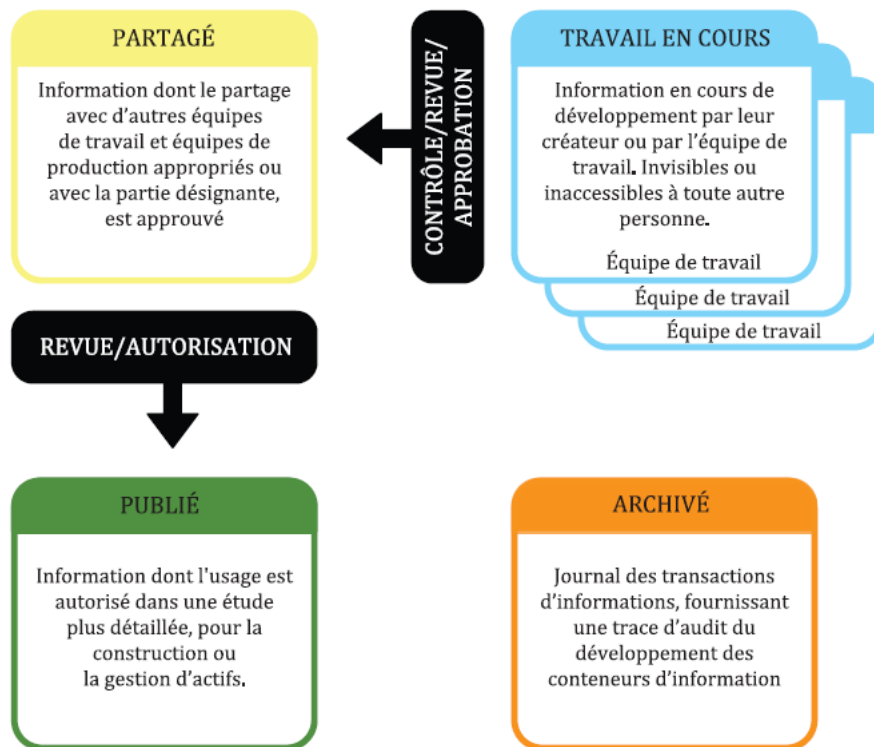 PARTAGÉ
Information dont le partage
avec d'autres équipes
de travail et équipes de
production appropriés ou
avec la partie désignante,
est approuvé
CONTRÔLE/REVUE/
APPROBATION
TRAVAIL EN COURS
Information en cours de
développement par leur
créateur ou par l'équipe de
travail. Invisibles ou
inaccessibles à toute autre
personne.
Équipe de travail
Équipe de travail
Équipe de travail
REVUE/AUTORISATION
PUBLIÉ
Information dont l'usage est
autorisé dans une étude
plus détaillée, pour la
construction ou
la gestion d'actifs.
ARCHIVÉ
Journal des transactions
d'informations, fournissant
une trace d'audit du
développement des
conteneurs d'information